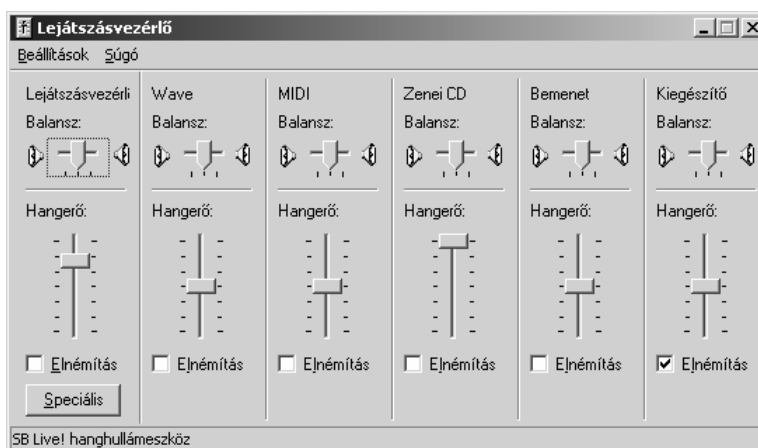 Lejátszásvezérlő
Beállítások Súgó
Lejátszásvezérlő Wave MIDI Zenei CD Bemenet Kiegészítő
Balansz: Balansz: Balansz: Balansz: Balansz: Balansz:
Hangerő: Hangerő: Hangerő: Hangerő: Hangerő: Hangerő:
Elnémítás Elnémítás Elnémítás Elnémítás Elnémítás Elnémítás
Speciális
SB Live! hanghullámeszköz